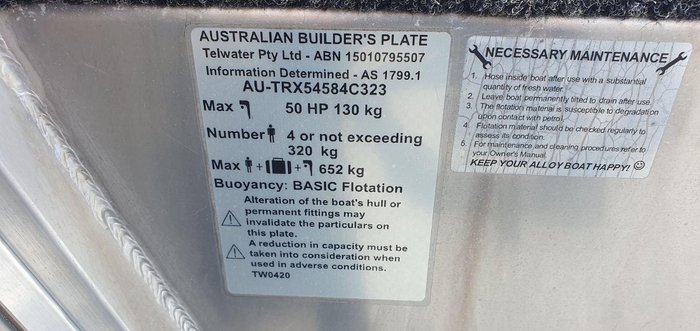 AUSTRALIAN BUILDER'S PLATE
Telwater Pty Ltd - ABN 15010795507
Information Determined - AS 1799.1
AU-TRX54584C323
Max 50 HP 130 kg
Number 4 or not exceeding
320 kg
Max + + 652 kg
Buoyancy: BASIC Flotation
Alteration of the boat's hull or
permanent fittings may
invalidate the particulars on
this plate.
A reduction in capacity must be
taken into consideration when
used in adverse conditions.
TW0420
NECESSARY MAINTENANCE
1. Hose inside boat after use with a substantial
quantity of fresh water.
2. Leave boat permanently tilted to drain after use.
3. The flotation material is susceptible to degradation
upon contact with petrol.
4. Flotation material should be checked regularly to
assess its condition.
5. For maintenance and cleaning procedures refer to
your Owner's Manual.
KEEP YOUR ALLOY BOAT HAPPY!